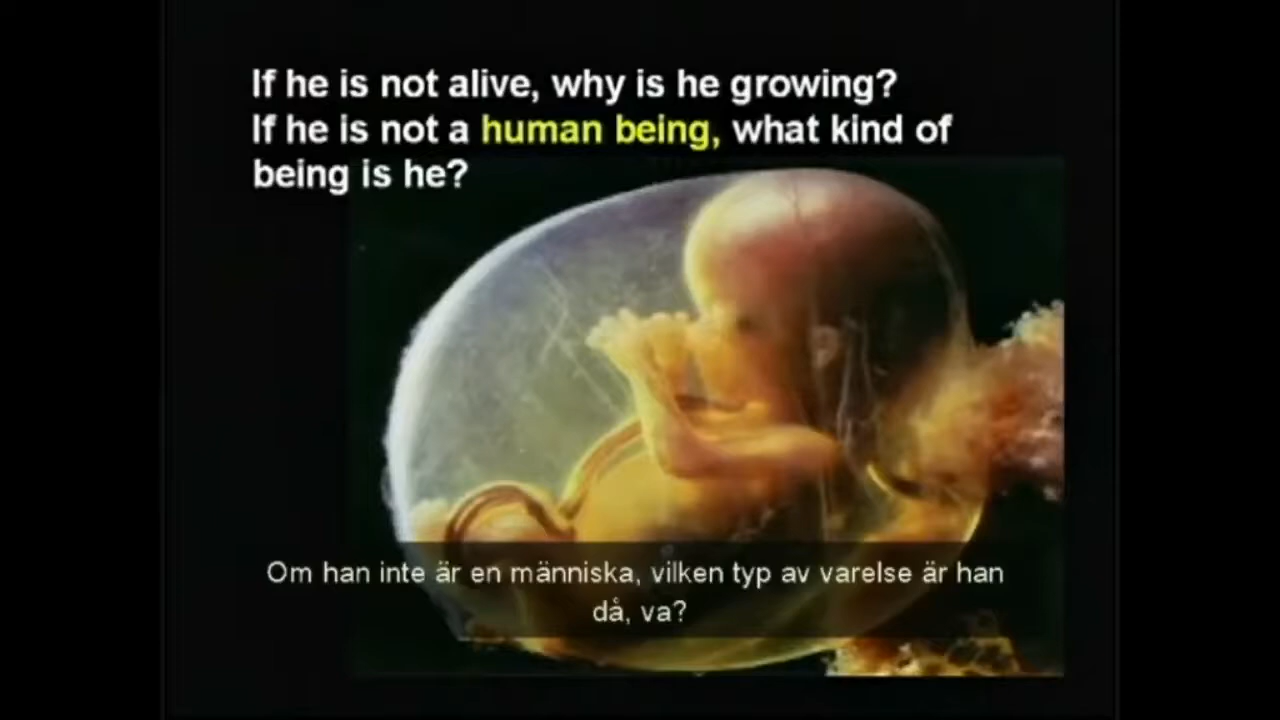 If he is not alive, why is he growing?
If he is not a human being, what kind of
being is he?
Om han inte är en människa, vilken typ av varelse är han
då, va?